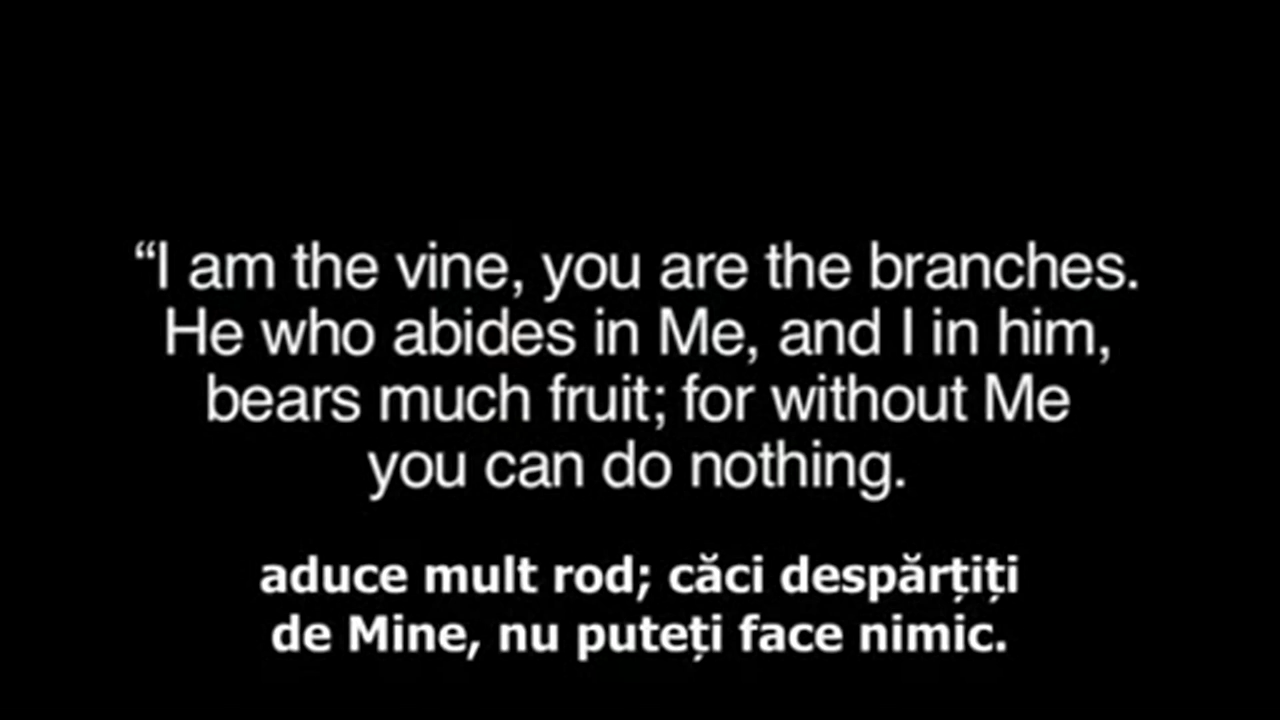 “I am the vine, you are the branches.
He who abides in Me, and I in him,
bears much fruit; for without Me
you can do nothing.
aduce mult rod; căci despărțiți
de Mine, nu puteți face nimic.